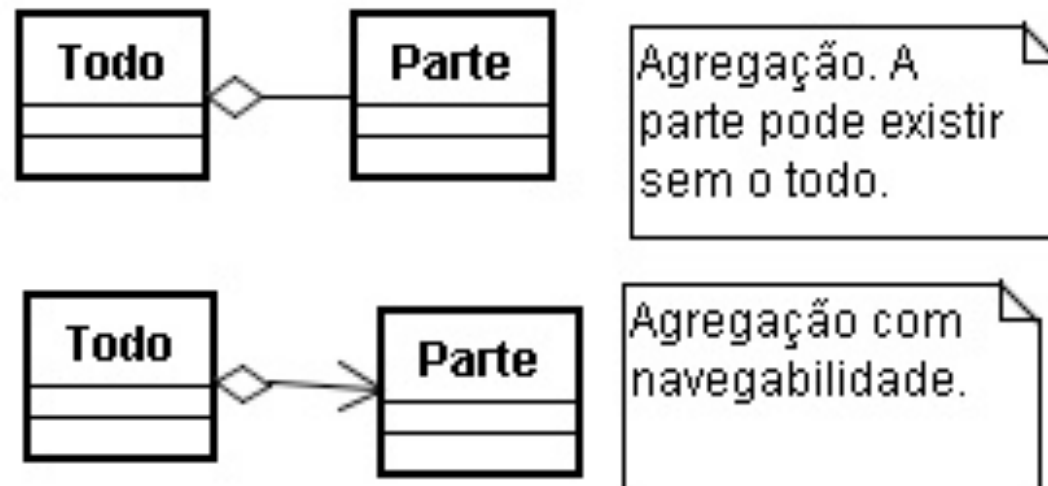 Todo
Parte
Agregação. A
parte pode existir
sem o todo.
Todo
Parte
Agregação com
navegabilidade.